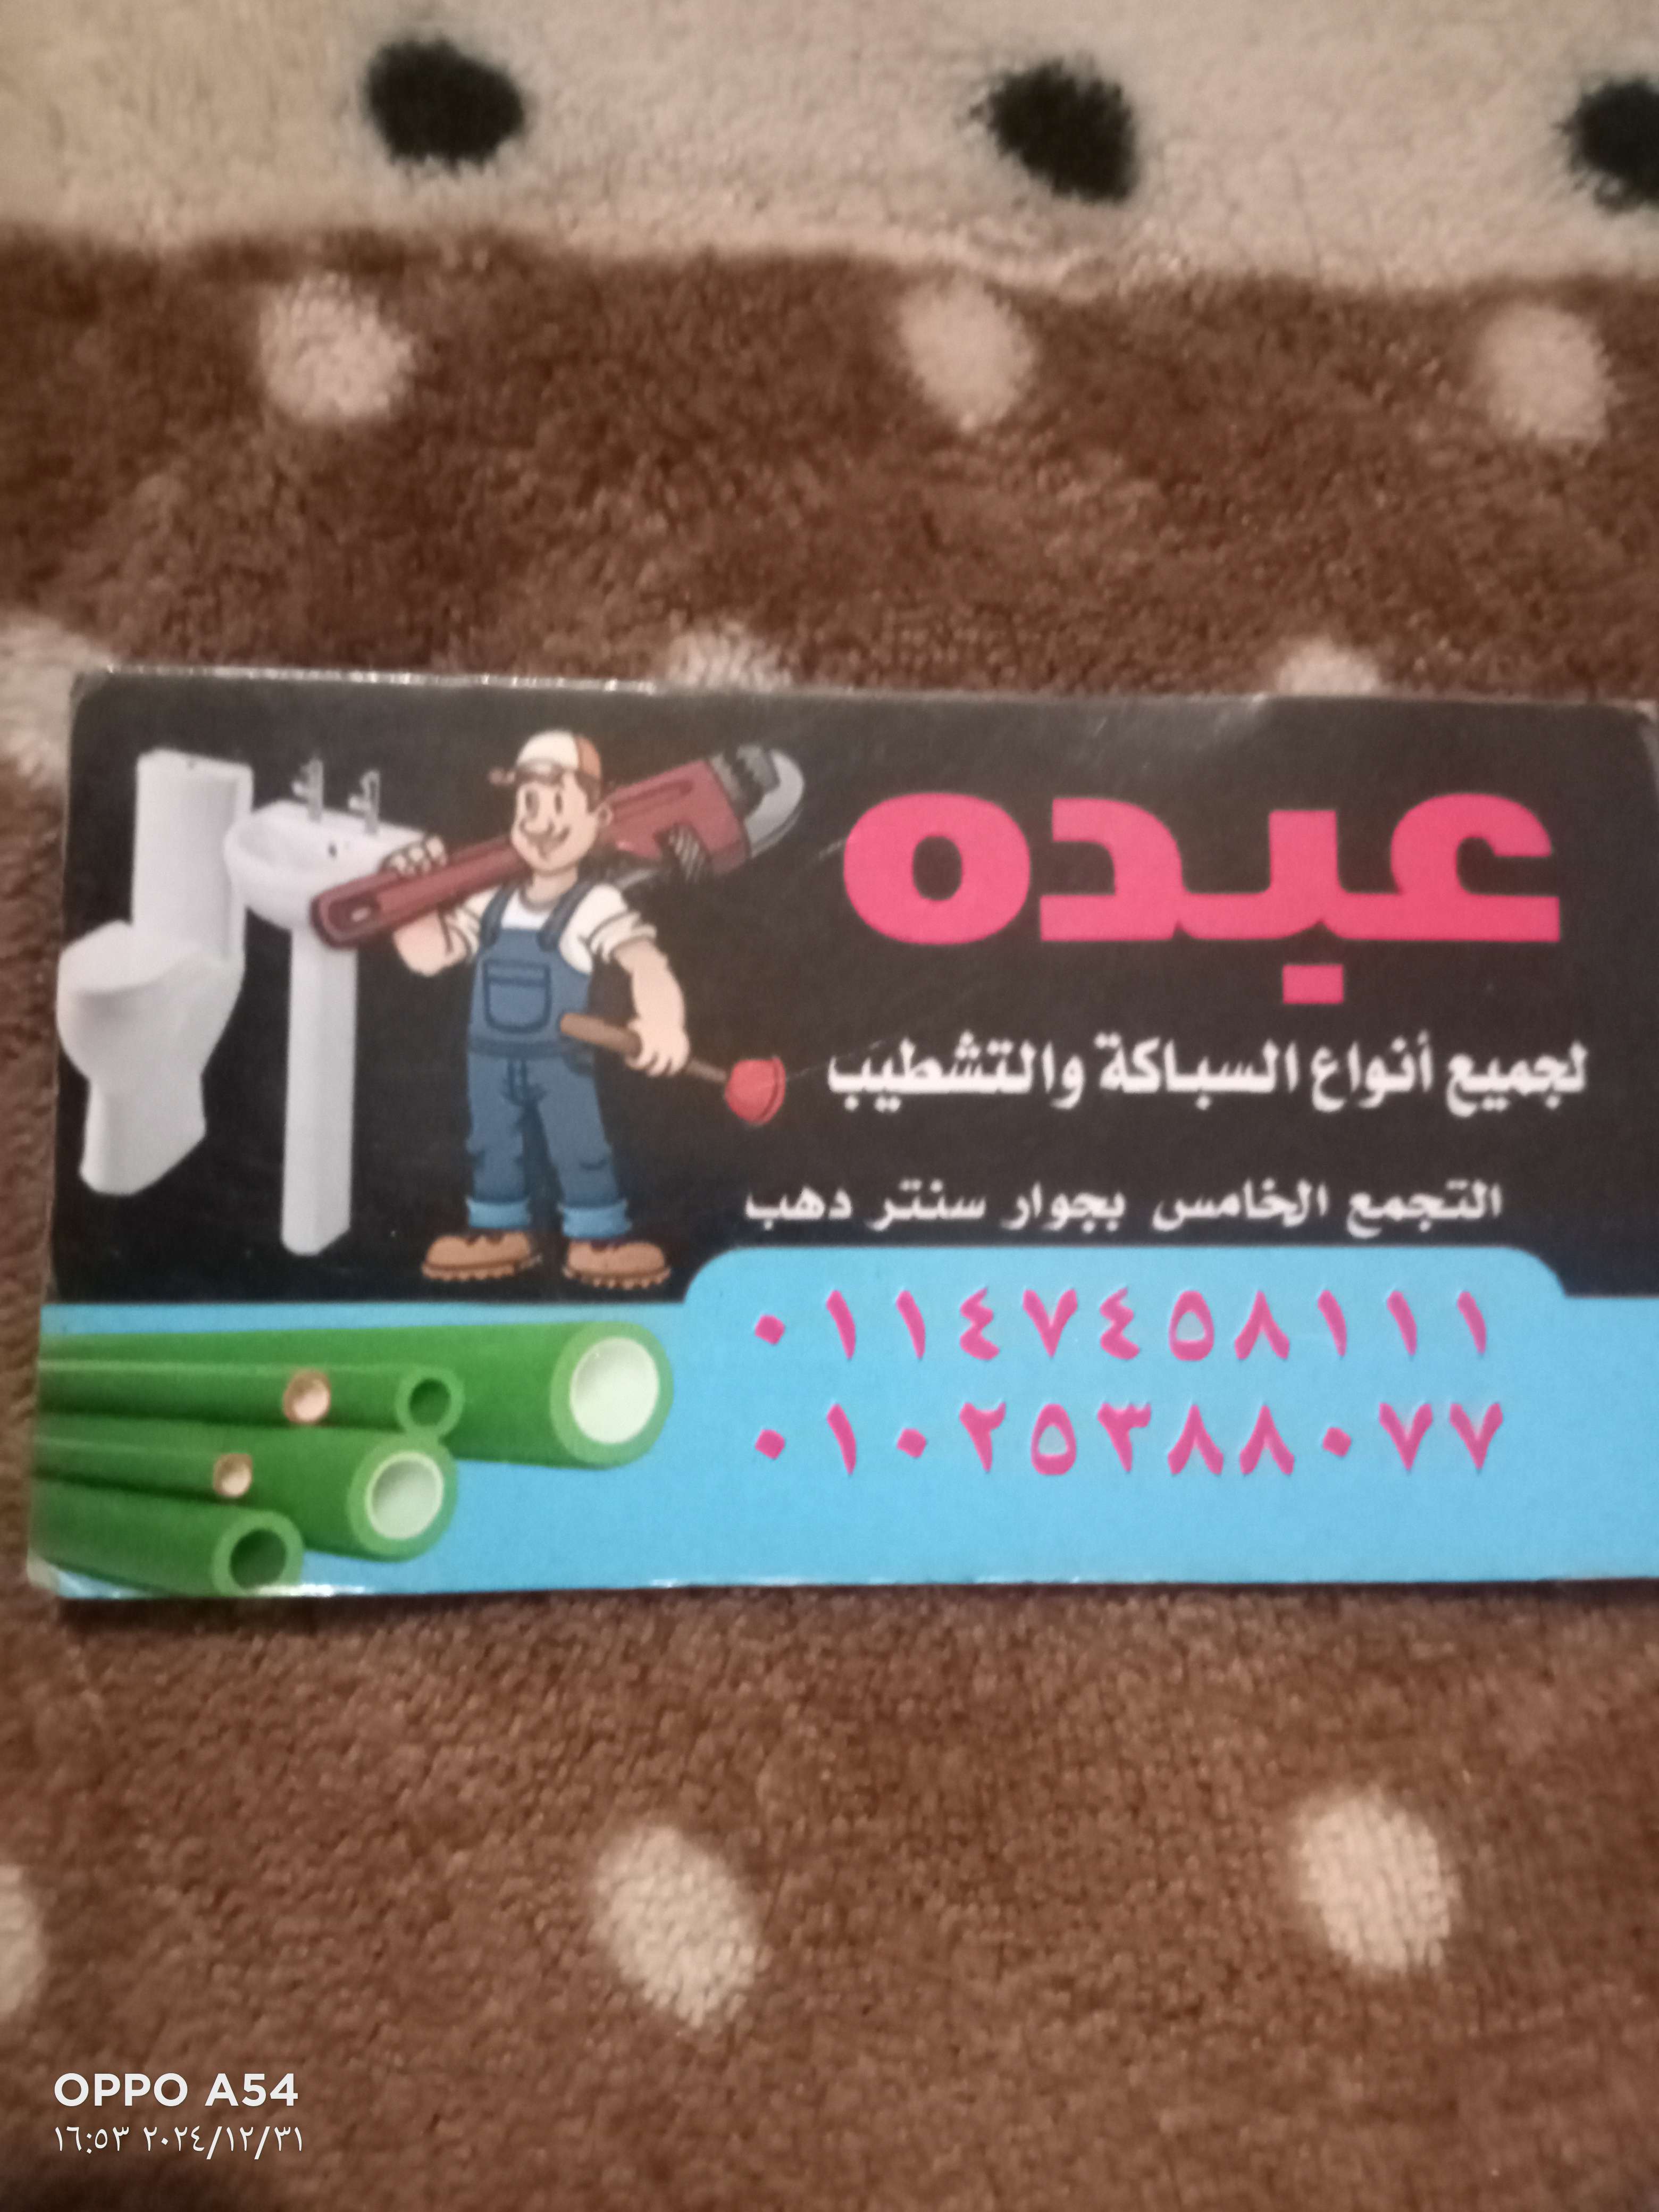 عبده
لجميع أنواع السباكة والتشطيب
التجمع الخامس بجوار سنتر دهب
٠١١٤٧٤٥٨١١١
٠١٠٢٥٣٨٨٠٧٧
OPPO A54
١٦:٥٣ ٢٠٢٤/١٢/٣١